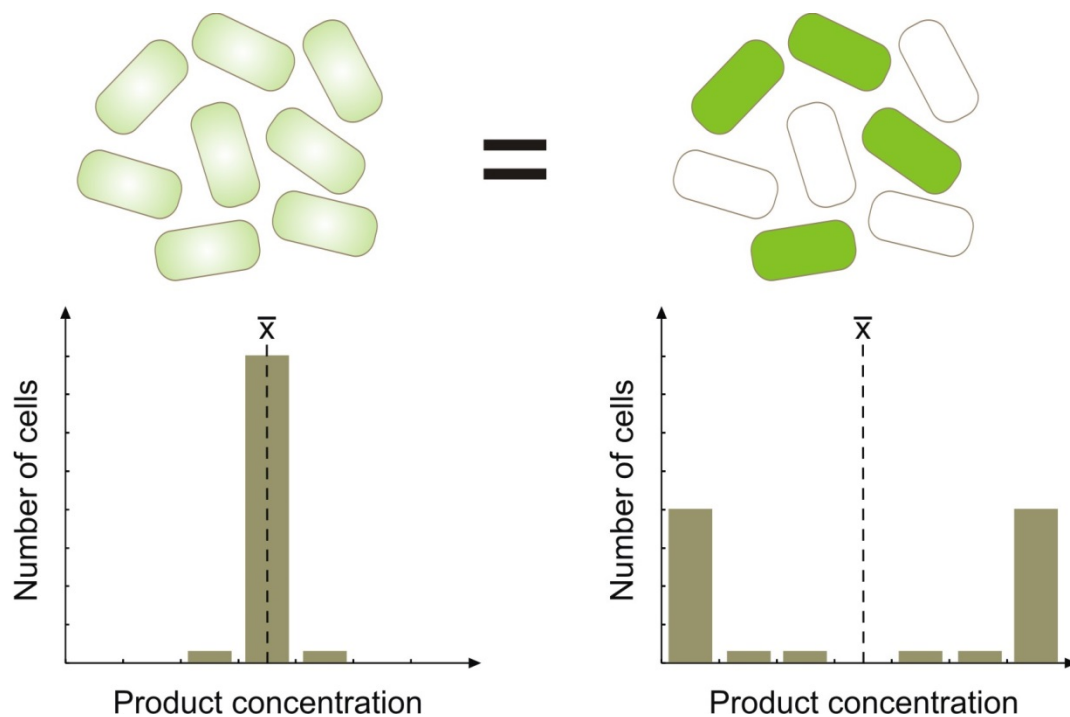 =
x̄
x̄
Number of cells
Number of cells
Product concentration
Product concentration